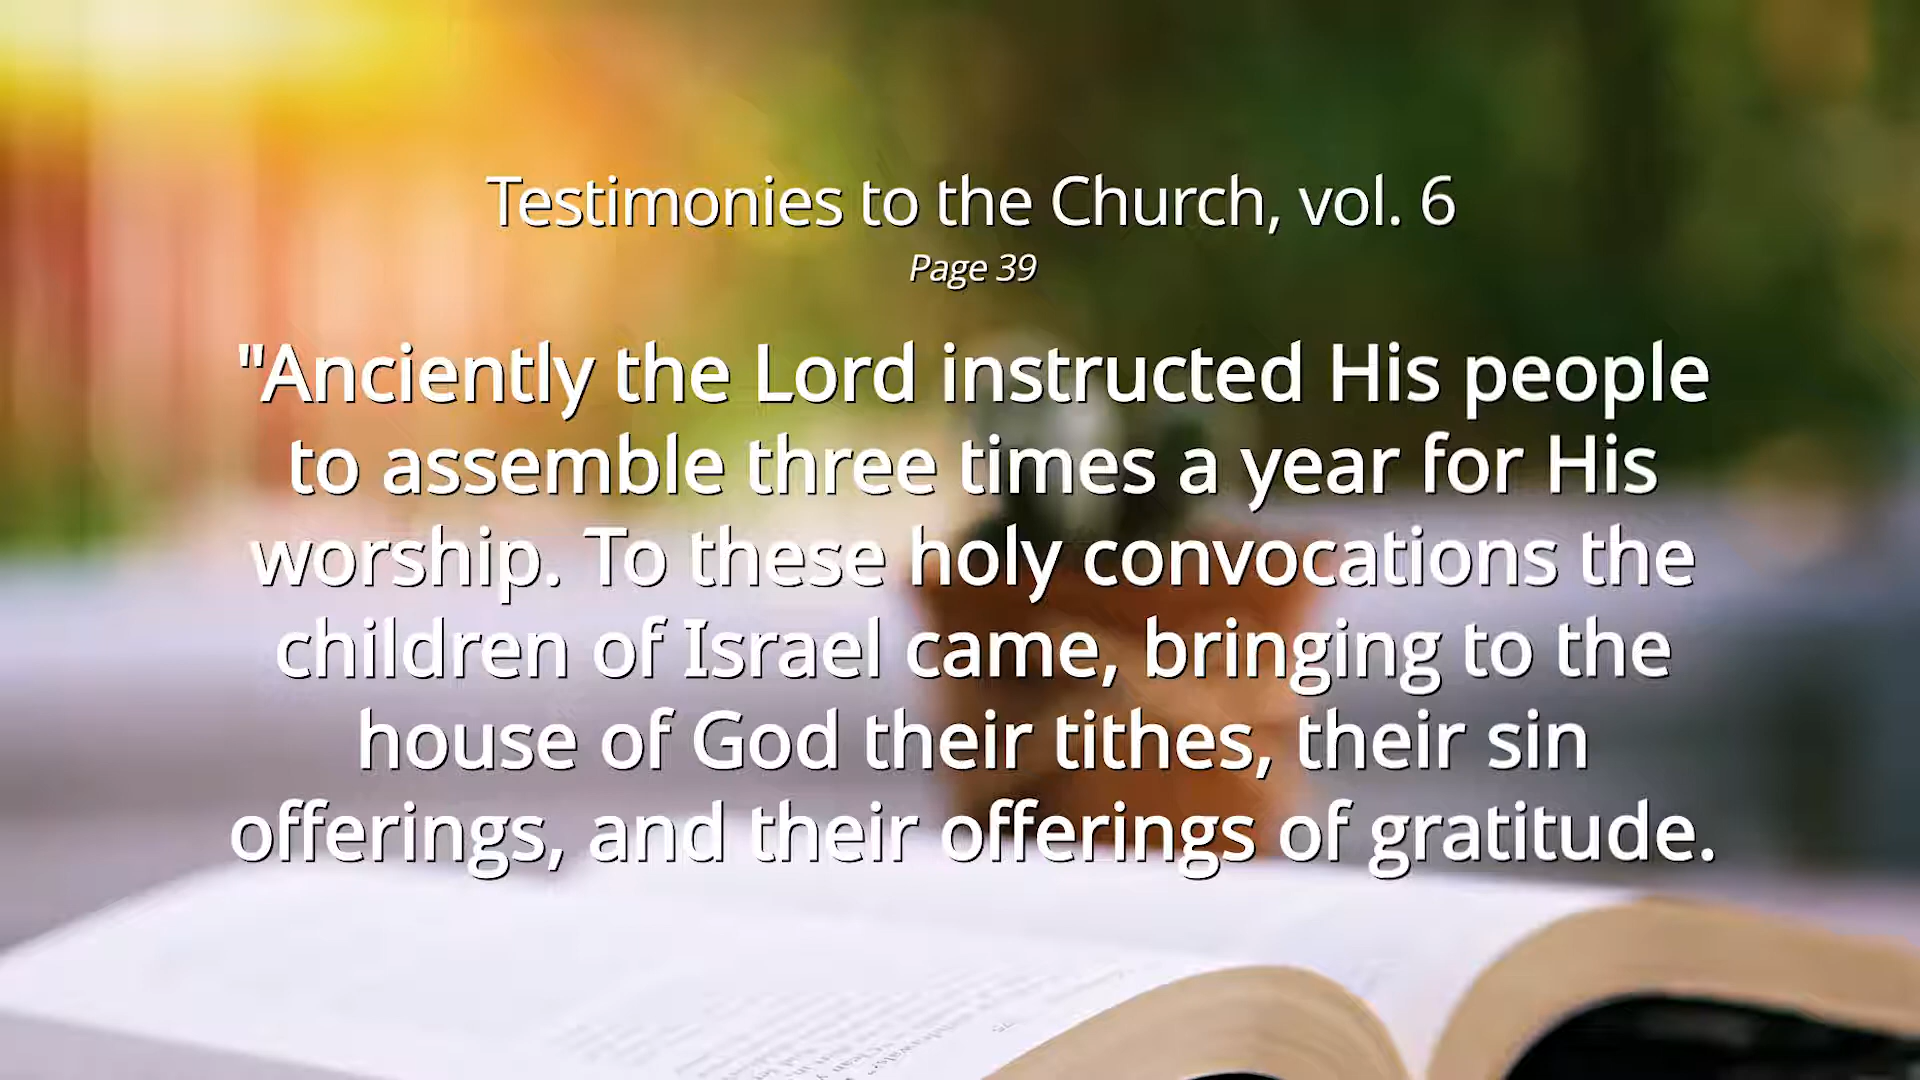 Testimonies to the Church, vol. 6
Page 39
"Anciently the Lord instructed His people
to assemble three times a year for His
worship. To these holy convocations the
children of Israel came, bringing to the
house of God their tithes, their sin
offerings, and their offerings of gratitude.